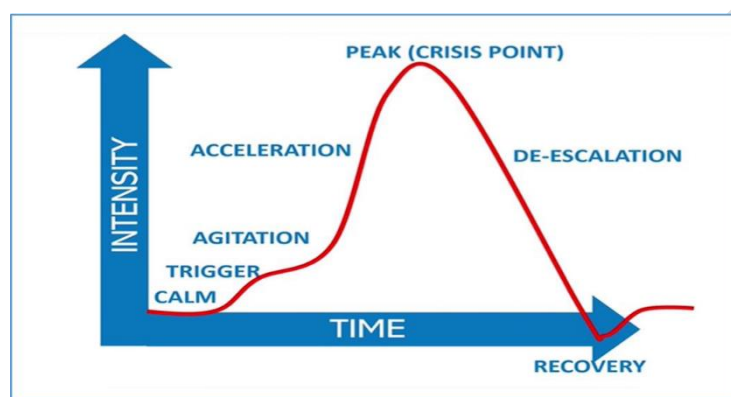 PEAK (CRISIS POINT)
ACCELERATION
DE-ESCALATION
INTENSITY
AGITATION
TRIGGER
CALM
TIME
RECOVERY